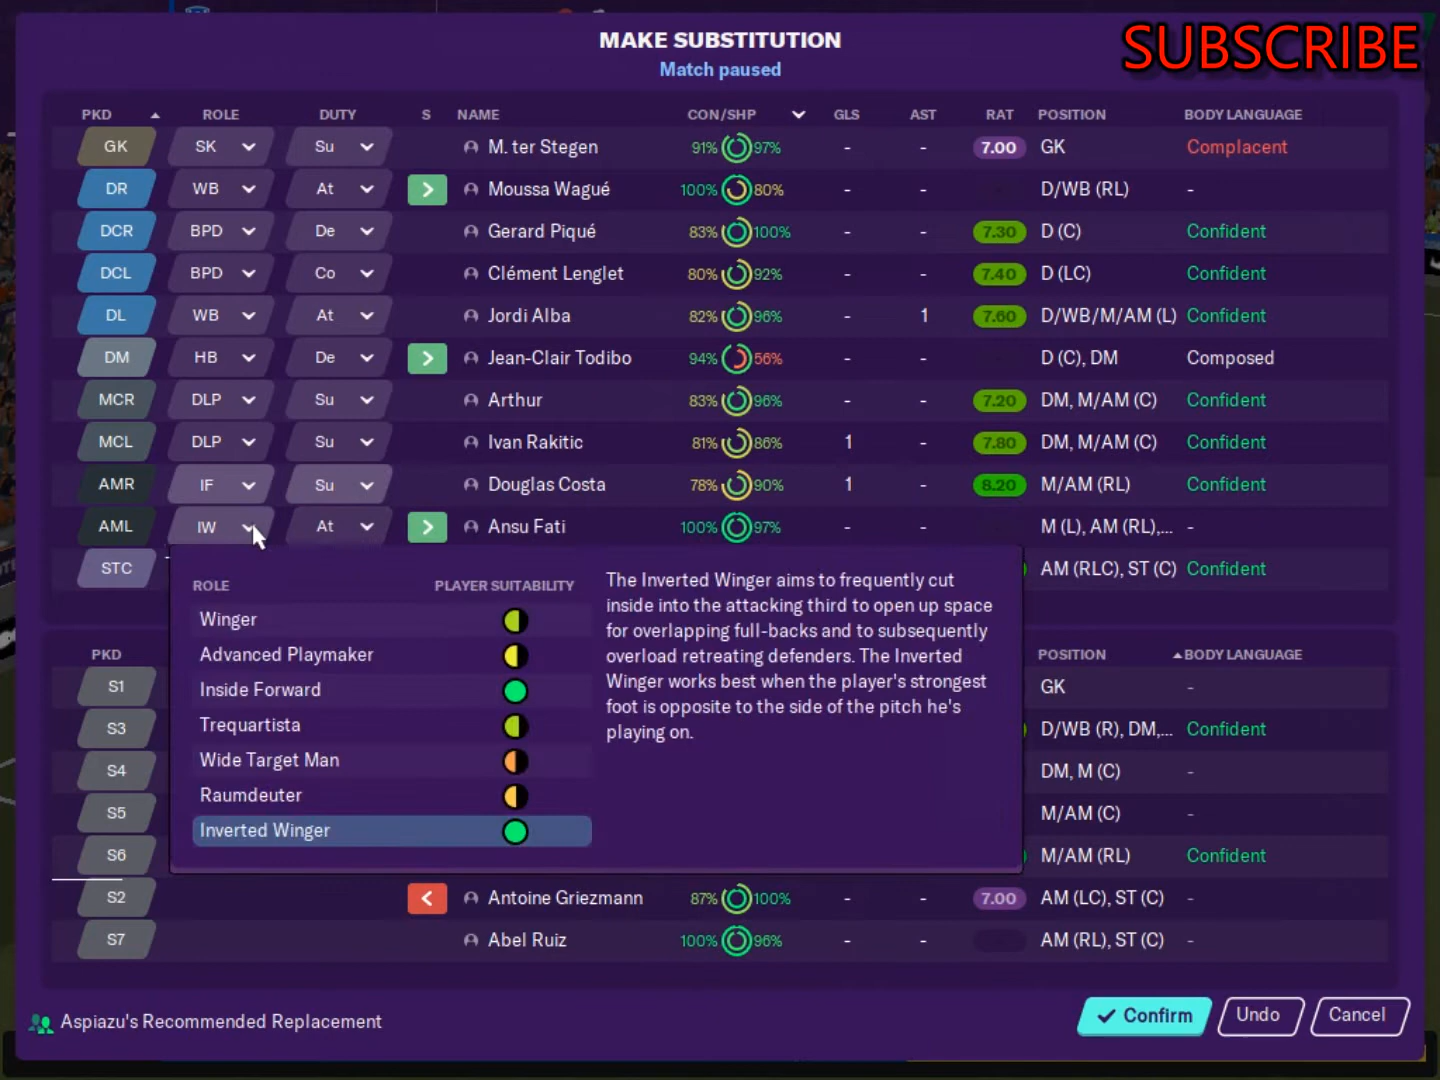 MAKE SUBSTITUTION
Match paused
SUBSCRIBE
PKD ROLE DUTY S NAME CON/SHP GLS AST RAT POSITION BODY LANGUAGE
GK SK Su M. ter Stegen 91% 97% - - 7.00 GK Complacent
DR WB At Moussa Wagué 100% 80% - - D/WB (RL) -
DCR BPD De Gerard Piqué 83% 100% - - 7.30 D (C) Confident
DCL BPD Co Clément Lenglet 80% 92% - - 7.40 D (LC) Confident
DL WB At Jordi Alba 82% 96% - 1 7.60 D/WB/M/AM (L) Confident
DM HB De Jean-Clair Todibo 94% 56% - - D (C), DM Composed
MCR DLP Su Arthur 83% 96% - - 7.20 DM, M/AM (C) Confident
MCL DLP Su Ivan Rakitic 81% 86% 1 - 7.80 DM, M/AM (C) Confident
AMR IF Su Douglas Costa 78% 90% 1 - 8.20 M/AM (RL) Confident
AML IW At Ansu Fati 100% 97% - - M (L), AM (RL),... -
STC AM (RLC), ST (C) Confident
ROLE PLAYER SUITABILITY
Winger
Advanced Playmaker
Inside Forward
Trequartista
Wide Target Man
Raumdeuter
Inverted Winger
The Inverted Winger aims to frequently cut
inside into the attacking third to open up space
for overlapping full-backs and to subsequently
overload retreating defenders. The Inverted
Winger works best when the player's strongest
foot is opposite to the side of the pitch he's
playing on.
PKD POSITION BODY LANGUAGE
S1 GK -
S3 D/WB (R), DM,... Confident
S4 DM, M (C) -
S5 M/AM (C) -
S6 M/AM (RL) Confident
S2 Antoine Griezmann 87% 100% - - 7.00 AM (LC), ST (C) -
S7 Abel Ruiz 100% 96% - - AM (RL), ST (C) -
Aspiazu's Recommended Replacement
Confirm Undo Cancel